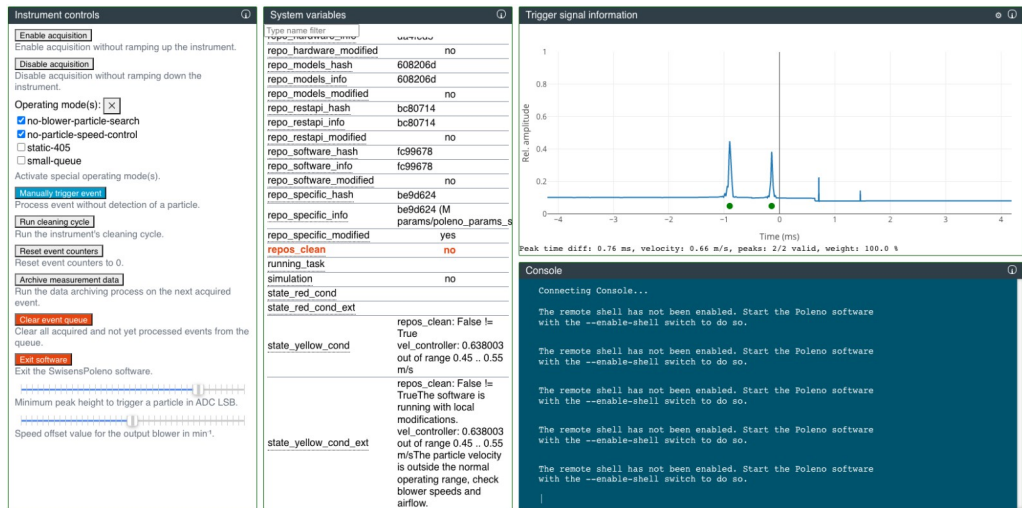 Instrument controls
Enable acquisition
Enable acquisition without ramping up the instrument.
Disable acquisition
Disable acquisition without ramping down the
instrument.
Operating mode(s): ×
no-blower-particle-search
no-particle-speed-control
static-405
small-queue
Activate special operating mode(s).
Manually trigger event
Process event without detection of a particle.
Run cleaning cycle
Run the instrument's cleaning cycle.
Reset event counters
Reset event counters to 0.
Archive measurement data
Run the data archiving process on the next acquired
event.
Clear event queue
Clear all acquired and not yet processed events from the
queue.
Exit software
Exit the SwisensPoleno software.
Minimum peak height to trigger a particle in ADC LSB.
Speed offset value for the output blower in min⁻¹.
System variables
Type name filter
repo_hardware_modified no
repo_models_hash 608206d
repo_models_info 608206d
repo_models_modified no
repo_restapi_hash bc80714
repo_restapi_info bc80714
repo_restapi_modified no
repo_software_hash fc99678
repo_software_info fc99678
repo_software_modified no
repo_specific_hash be9d624
repo_specific_info be9d624 (M
params/poleno_params_s
repo_specific_modified yes
repos_clean no
running_task
simulation no
state_red_cond
state_red_cond_ext
state_yellow_cond repos_clean: False !=
True
vel_controller: 0.638003
out of range 0.45 .. 0.55
m/s
state_yellow_cond_ext repos_clean: False !=
TrueThe software is
running with local
modifications.
vel_controller: 0.638003
out of range 0.45 .. 0.55
m/sThe particle velocity
is outside the normal
operating range, check
blower speeds and
airflow.
Trigger signal information
Rel. amplitude
1
0.8
0.6
0.4
0.2
0
−4 −3 −2 −1 0 1 2 3 4
Time (ms)
Peak time diff: 0.76 ms, velocity: 0.66 m/s, peaks: 2/2 valid, weight: 100.0 %
Console
Connecting Console...
The remote shell has not been enabled. Start the Poleno software
with the --enable-shell switch to do so.
The remote shell has not been enabled. Start the Poleno software
with the --enable-shell switch to do so.
The remote shell has not been enabled. Start the Poleno software
with the --enable-shell switch to do so.
The remote shell has not been enabled. Start the Poleno software
with the --enable-shell switch to do so.
The remote shell has not been enabled. Start the Poleno software
with the --enable-shell switch to do so.